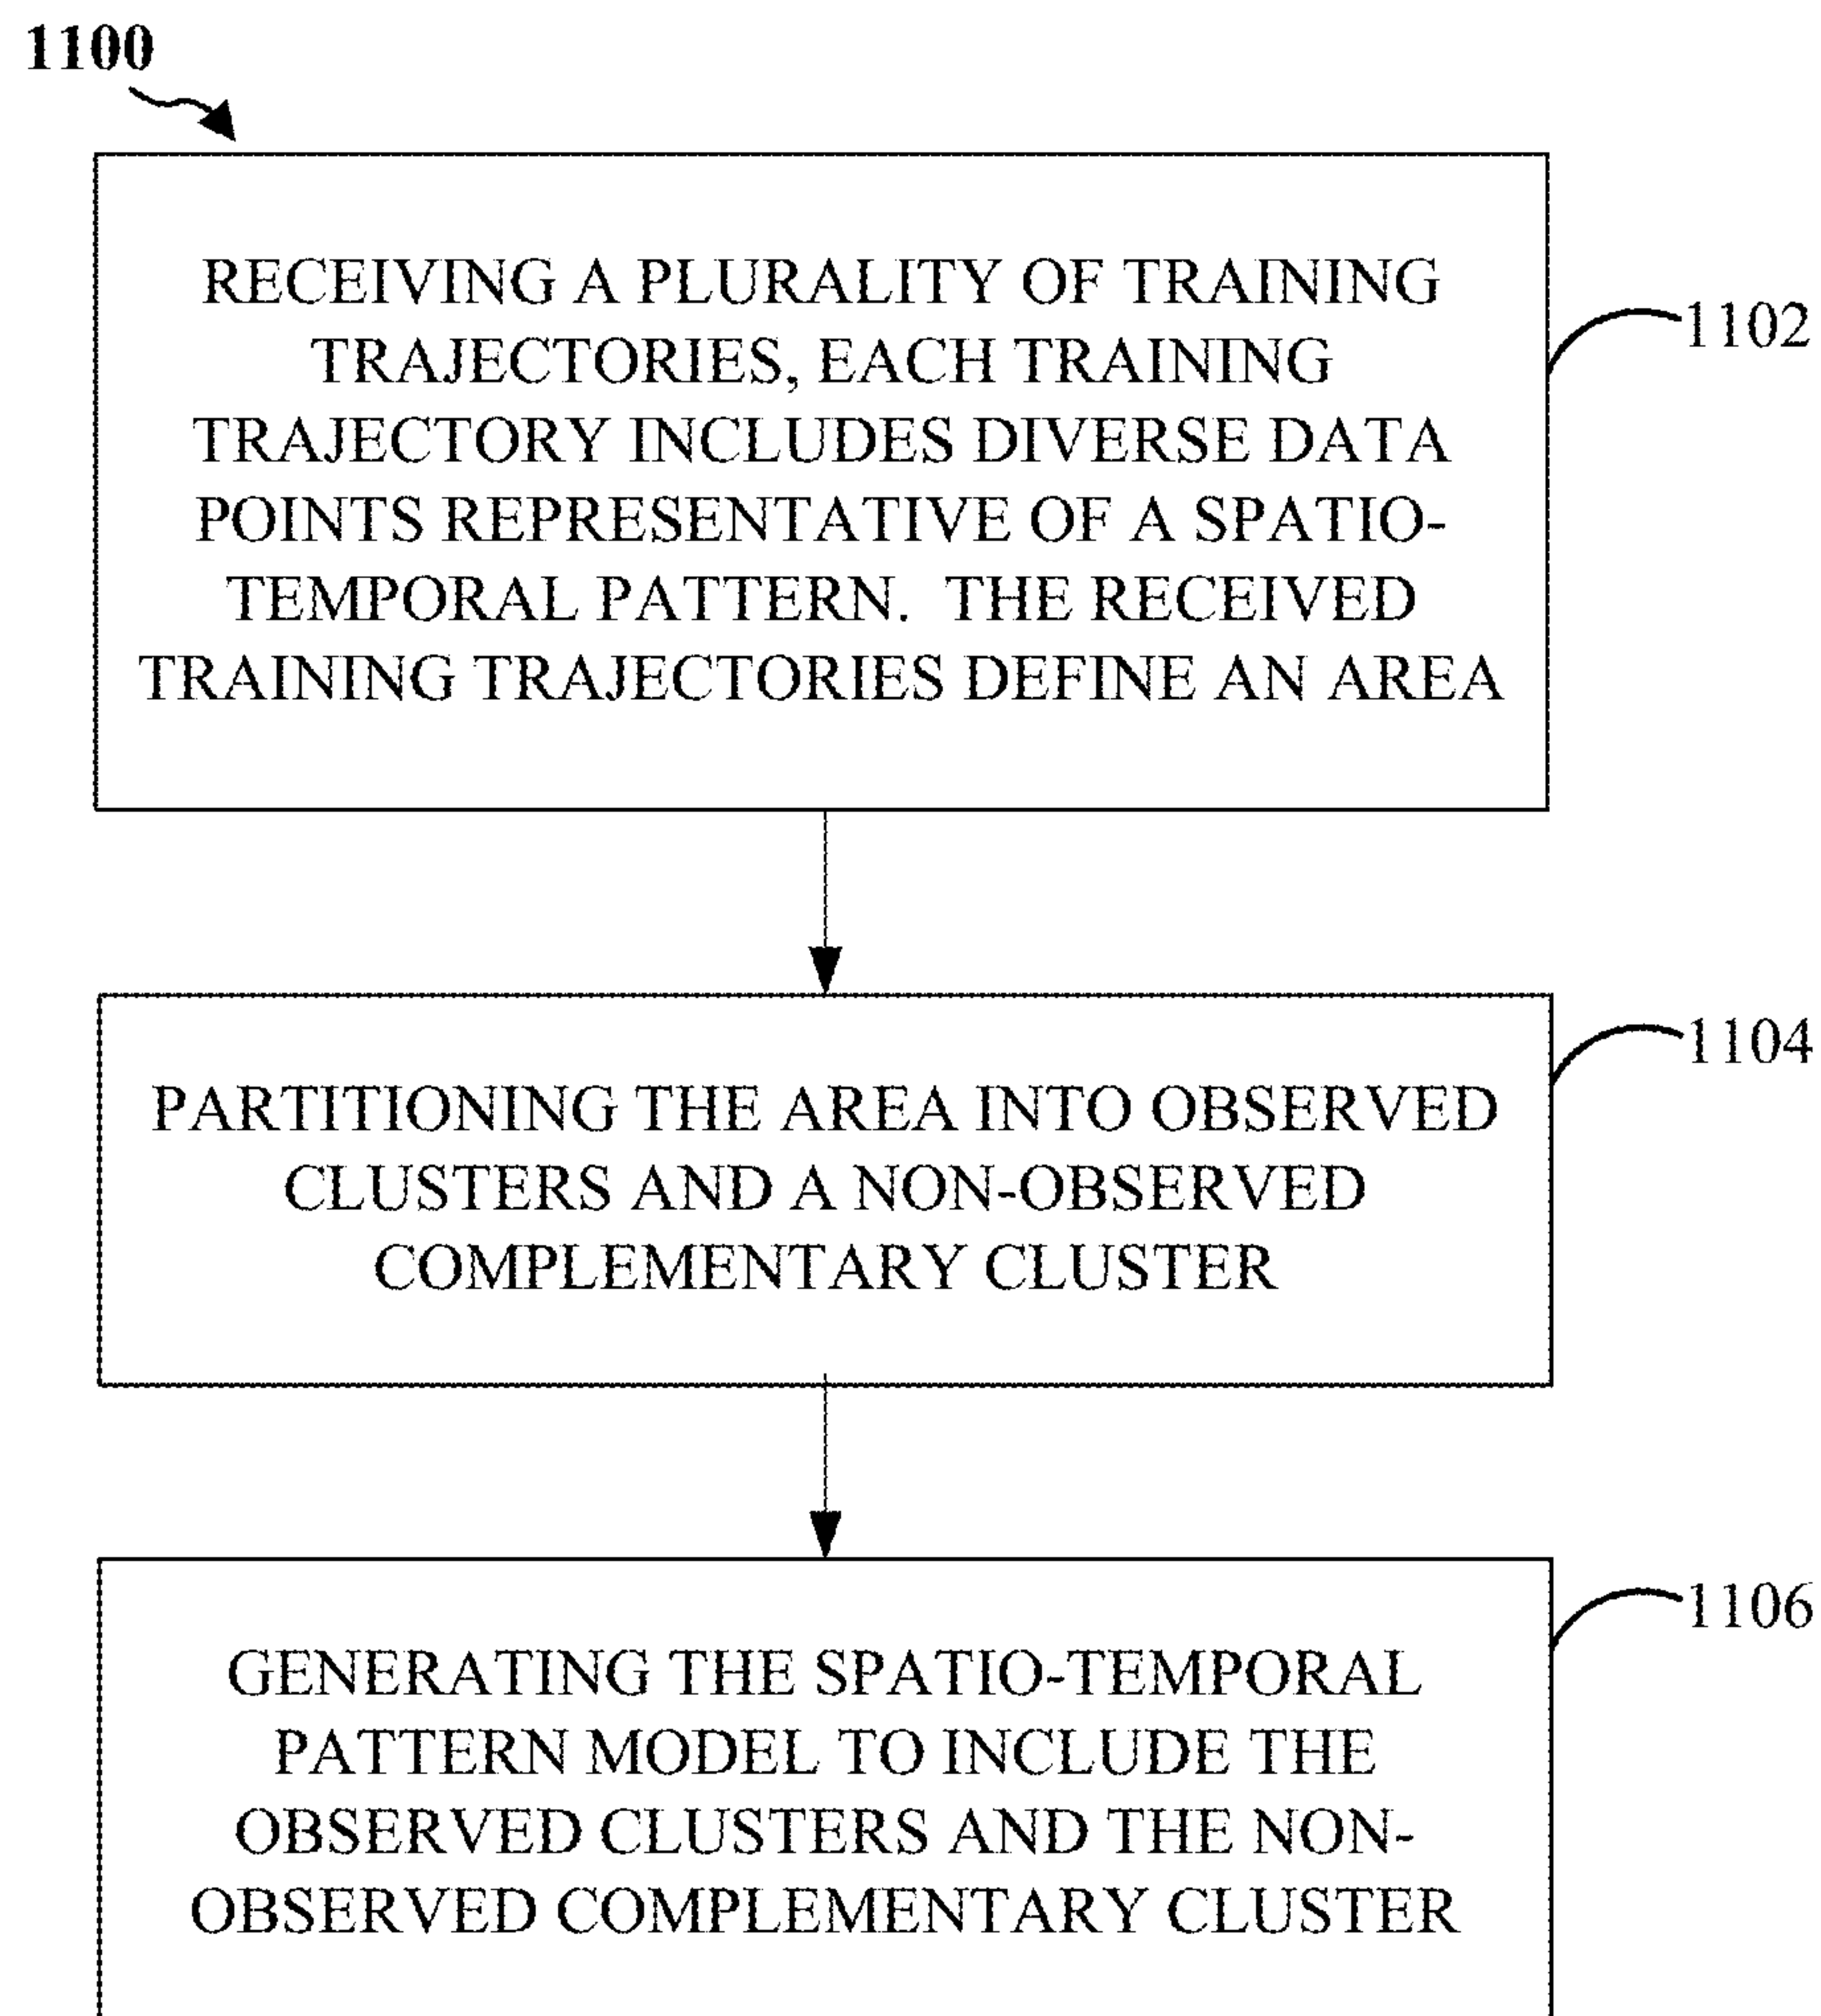 1100
RECEIVING A PLURALITY OF TRAINING
TRAJECTORIES, EACH TRAINING
TRAJECTORY INCLUDES DIVERSE DATA
POINTS REPRESENTATIVE OF A SPATIO-
TEMPORAL PATTERN. THE RECEIVED
TRAINING TRAJECTORIES DEFINE AN AREA
1102
PARTITIONING THE AREA INTO OBSERVED
CLUSTERS AND A NON-OBSERVED
COMPLEMENTARY CLUSTER
1104
GENERATING THE SPATIO-TEMPORAL
PATTERN MODEL TO INCLUDE THE
OBSERVED CLUSTERS AND THE NON-
OBSERVED COMPLEMENTARY CLUSTER
1106